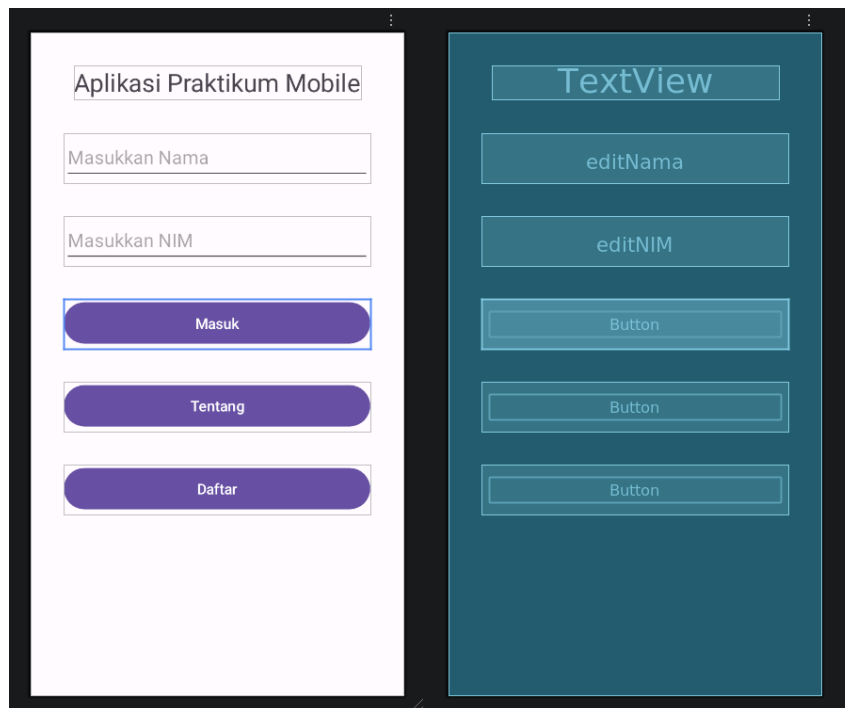 Aplikasi Praktikum Mobile
Masukkan Nama
Masukkan NIM
Masuk
Tentang
Daftar
TextView
editNama
editNIM
Button
Button
Button